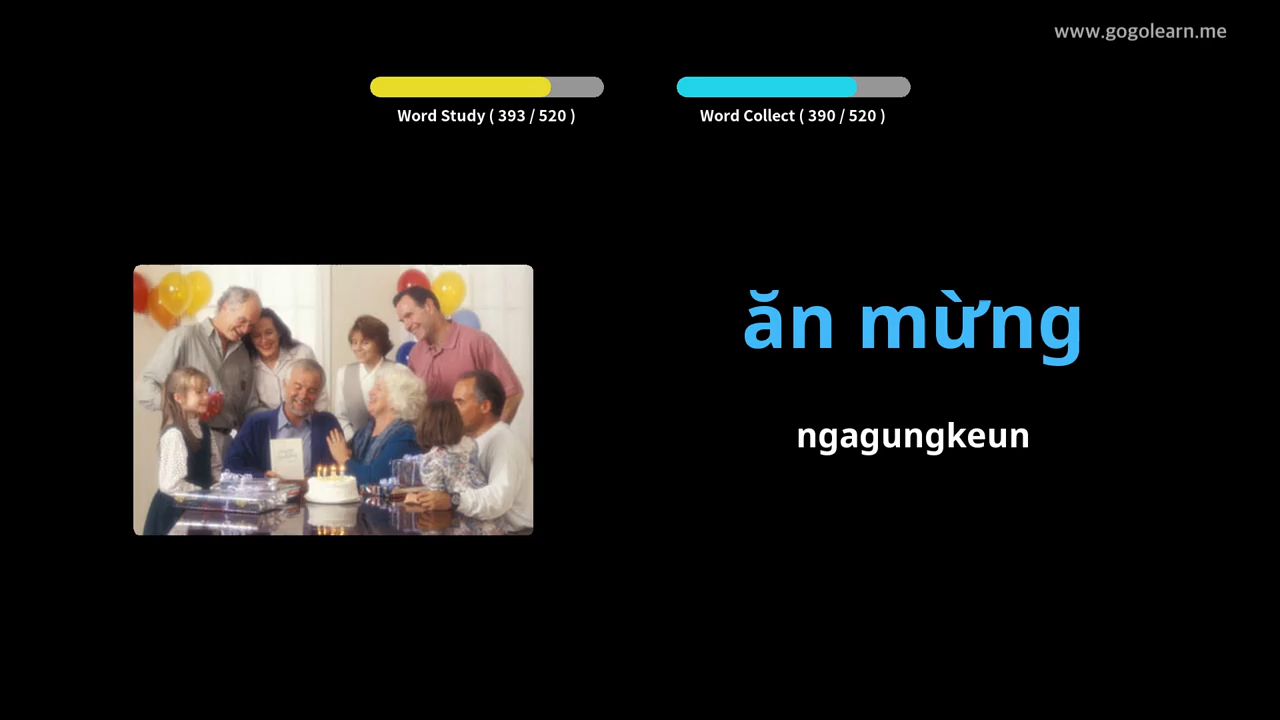 www.gogolearn.me
Word Study ( 393 / 520 )
Word Collect ( 390 / 520 )
ăn mừng
ngagungkeun